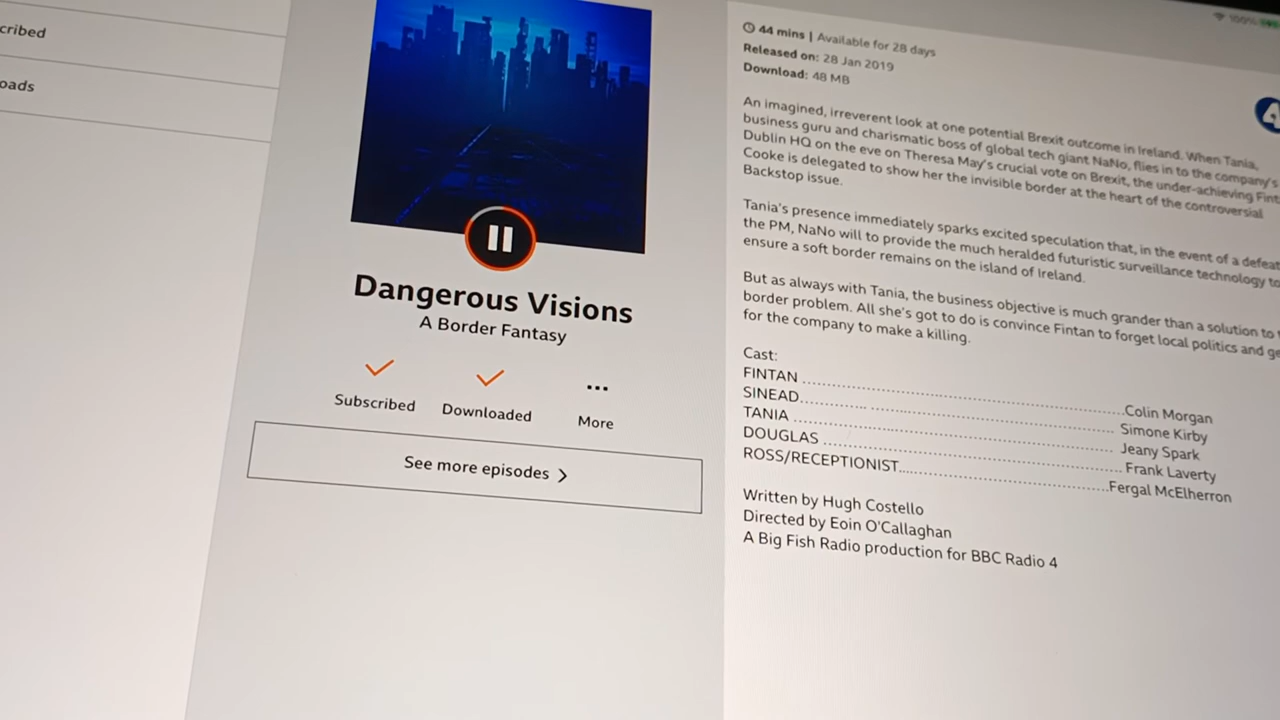 cribed
oads
Dangerous Visions
A Border Fantasy
Subscribed
Downloaded
More
See more episodes
100%
44 mins | Available for 28 days
Released on: 28 Jan 2019
Download: 48 MB
An imagined, irreverent look at one potential Brexit outcome in Ireland. When Tania,
business guru and charismatic boss of global tech giant NaNo, flies in to the company's
Dublin HQ on the eve on Theresa May's crucial vote on Brexit, the under-achieving Fint
Cooke is delegated to show her the invisible border at the heart of the controversial
Backstop issue.
Tania's presence immediately sparks excited speculation that, in the event of a defeat
the PM, NaNo will to provide the much heralded futuristic surveillance technology to
ensure a soft border remains on the island of Ireland.
But as always with Tania, the business objective is much grander than a solution to
border problem. All she's got to do is convince Fintan to forget local politics and ge
for the company to make a killing.
Cast:
FINTAN ..............................Colin Morgan
SINEAD.............................. Simone Kirby
TANIA .............................. Jeany Spark
DOUGLAS .............................. Frank Laverty
ROSS/RECEPTIONIST..............................Fergal McElherron
Written by Hugh Costello
Directed by Eoin O'Callaghan
A Big Fish Radio production for BBC Radio 4